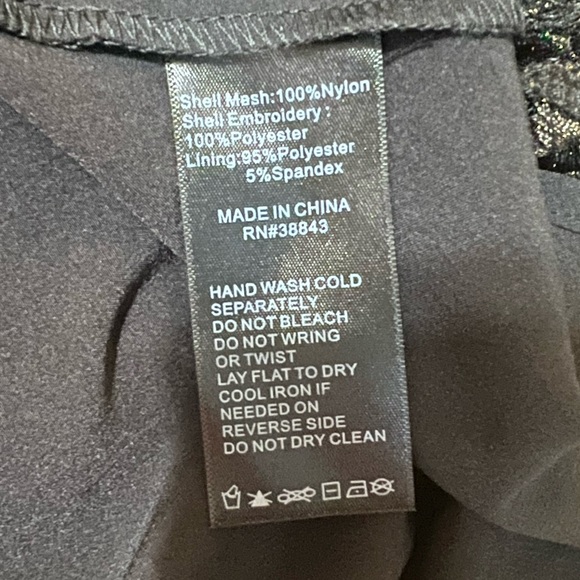 Shell Mesh:100%Nylon
Shell Embroidery:
100%Polyester
Lining:95%Polyester
5%Spandex
MADE IN CHINA
RN#38843
HAND WASH COLD
SEPARATELY
DO NOT BLEACH
DO NOT WRING
OR TWIST
LAY FLAT TO DRY
COOL IRON IF
NEEDED ON
REVERSE SIDE
DO NOT DRY CLEAN